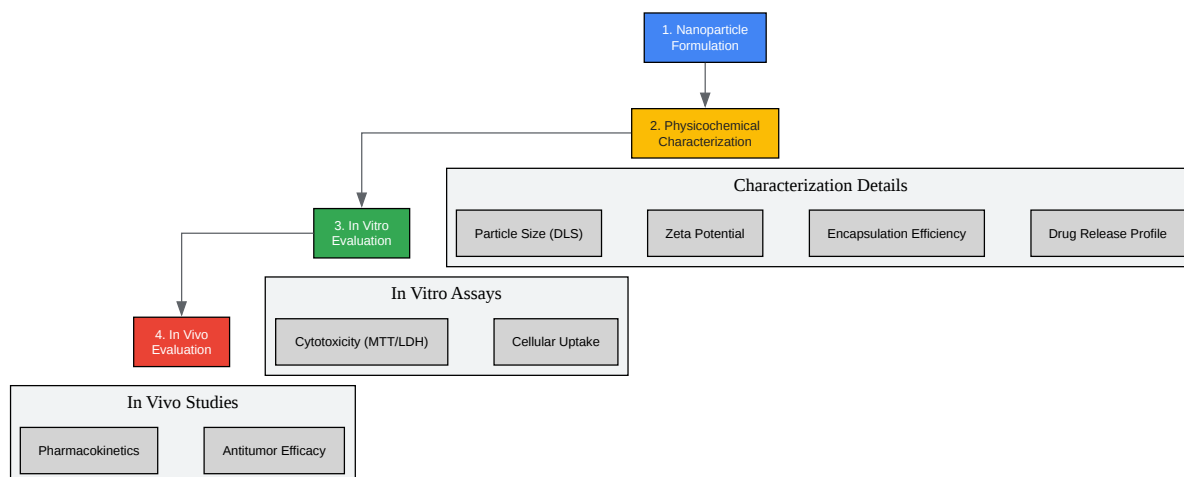 1. Nanoparticle
Formulation
2. Physicochemical
Characterization
Characterization Details
Particle Size (DLS)
Zeta Potential
Encapsulation Efficiency
Drug Release Profile
3. In Vitro
Evaluation
In Vitro Assays
Cytotoxicity (MTT/LDH)
Cellular Uptake
4. In Vivo
Evaluation
In Vivo Studies
Pharmacokinetics
Antitumor Efficacy